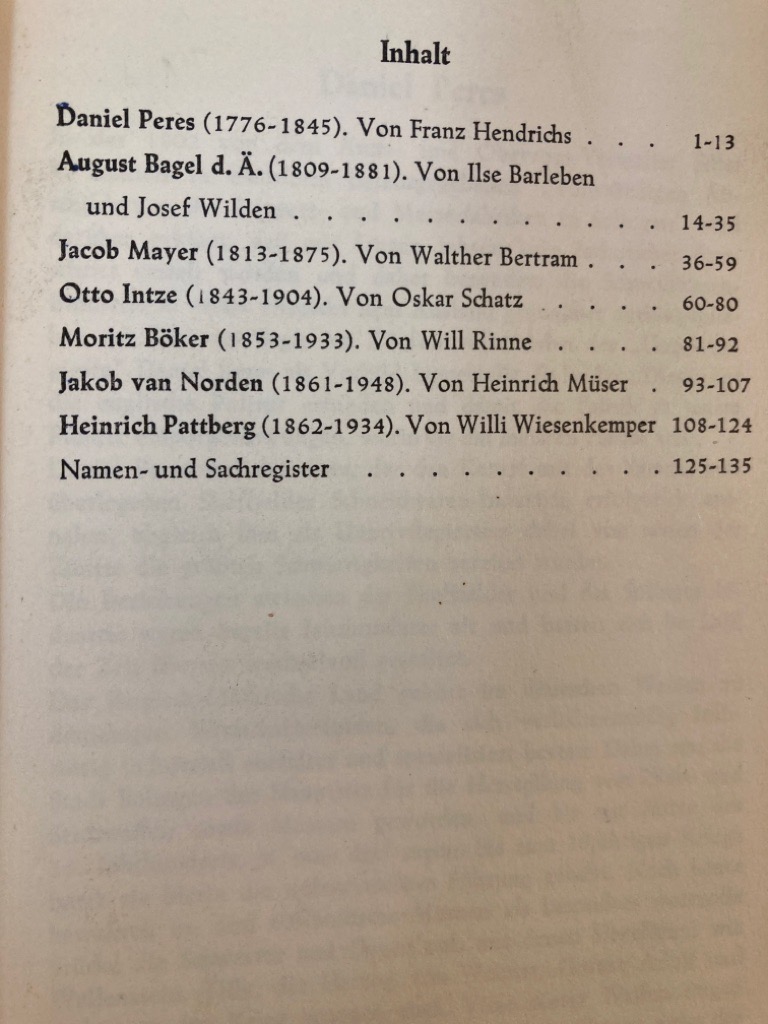 Inhalt
Daniel Peres (1776-1845). Von Franz Hendrichs . . . 1-13
August Bagel d. Ä. (1809-1881). Von Ilse Barleben
und Josef Wilden . . . . . . . . . . . . 14-35
Jacob Mayer (1813-1875). Von Walther Bertram . . . 36-59
Otto Intze (1843-1904). Von Oskar Schatz . . . . . 60-80
Moritz Böker (1853-1933). Von Will Rinne . . . . 81-92
Jakob van Norden (1861-1948). Von Heinrich Müser . 93-107
Heinrich Pattberg (1862-1934). Von Willi Wiesenkemper 108-124
Namen- und Sachregister . . . . . . . . . . 125-135